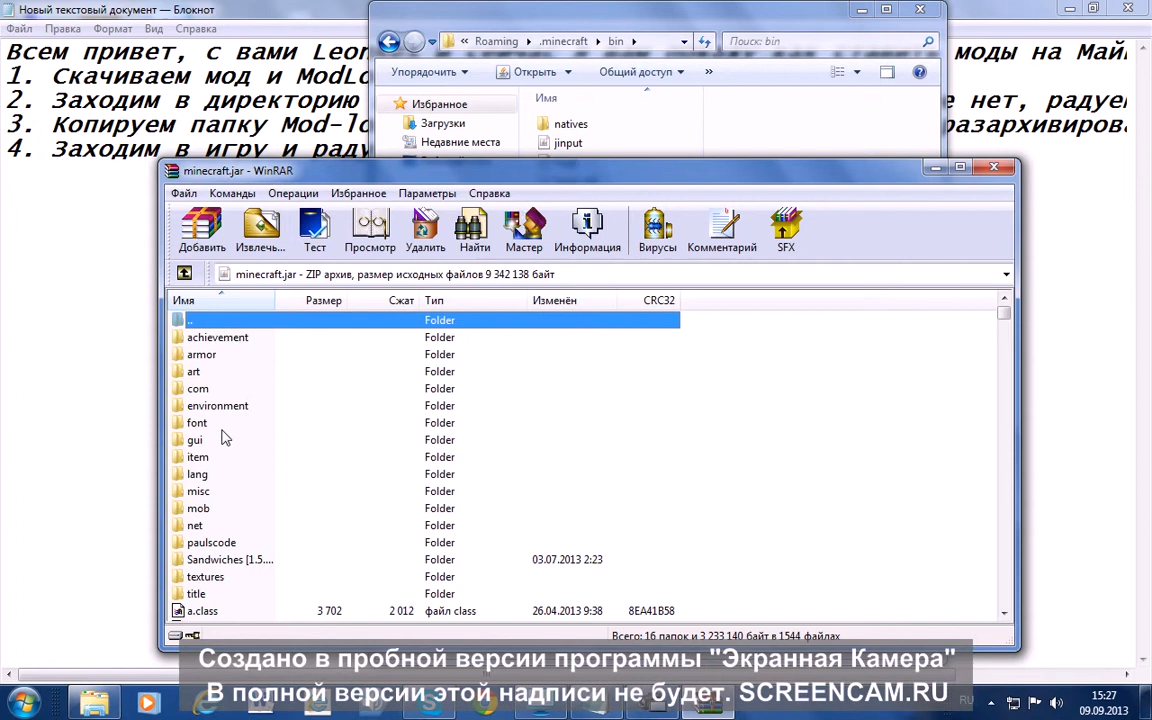 Новый текстовый документ — Блокнот
Файл Правка Формат Вид Справка
Всем привет, с вами Leon
моды на Май
1. Скачиваем мод и ModLo
2. Заходим в директорию
е нет, радуем
3. Копируем папку Mod-lo
разархивирова
4. Заходим в игру и раду
Roaming .minecraft bin
Поиск: bin
Упорядочить Открыть Общий доступ »
Избранное
Загрузки
Недавние места
Имя
natives
jinput
minecraft.jar - WinRAR
Файл Команды Операции Избранное Параметры Справка
Добавить Извлечь... Тест Просмотр Удалить Найти Мастер Информация Вирусы Комментарий SFX
minecraft.jar - ZIP архив, размер исходных файлов 9 342 138 байт
Имя Размер Сжат Тип Изменён CRC32
.. Folder
achievement Folder
armor Folder
art Folder
com Folder
environment Folder
font Folder
gui Folder
item Folder
lang Folder
misc Folder
mob Folder
net Folder
paulscode Folder
Sandwiches [1.5.... Folder 03.07.2013 2:23
textures Folder
title Folder
a.class 3 702 2 012 файл class 26.04.2013 9:38 8EA41B58
Всего: 16 папок и 3 233 140 байт в 1544 файлах
Создано в пробной версии программы "Экранная Камера"
В полной версии этой надписи не будет. SCREENCAM.RU
RU
15:27
09.09.2013